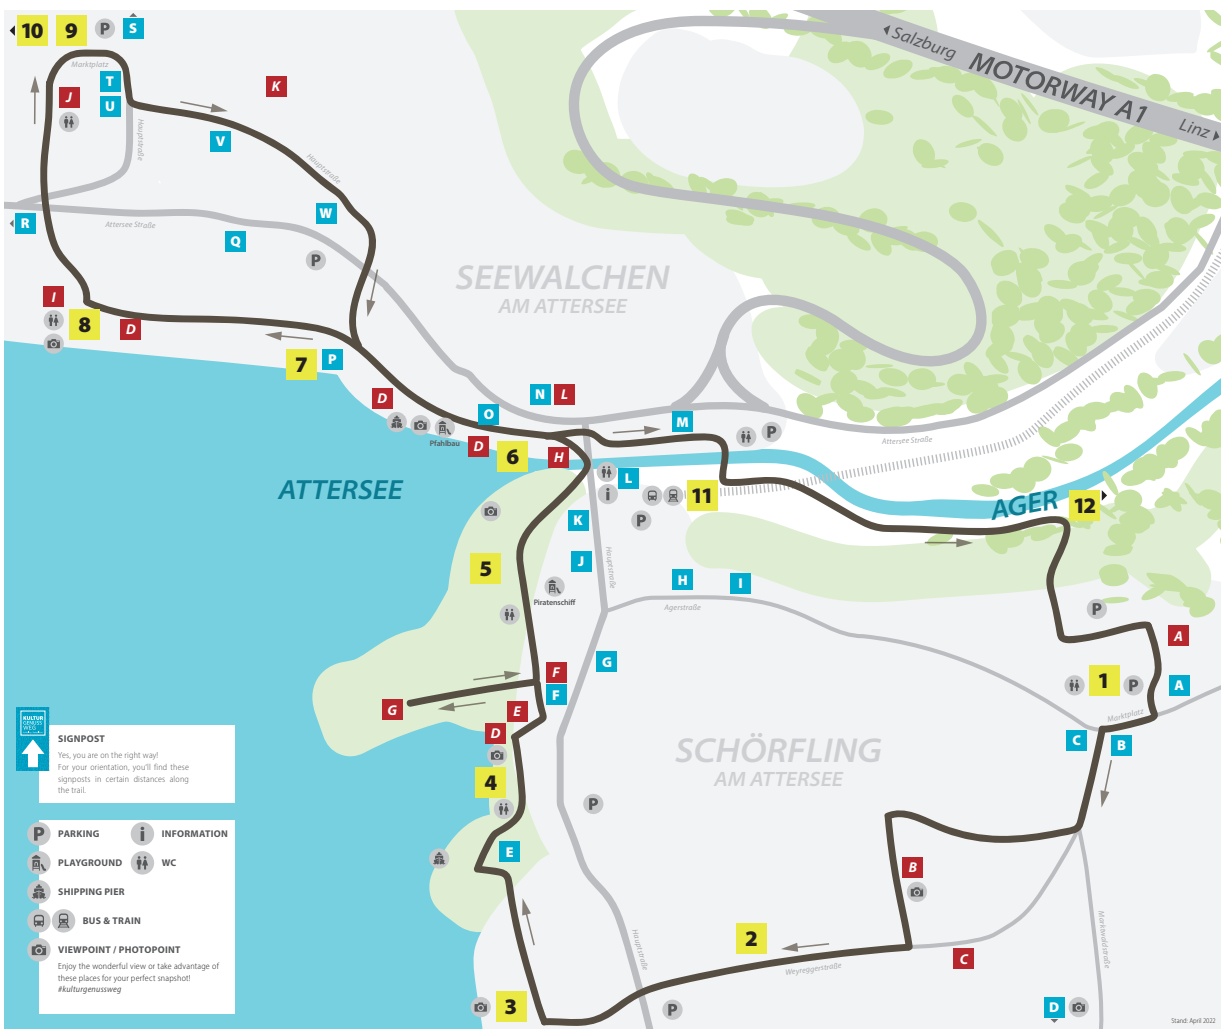 10
9
P
S
Salzburg
MOTORWAY A1
Linz
Marktplatz
T
J
U
K
V
Hauptstraße
Hauptstraße
W
R
Attersee Straße
Q
P
SEEWALCHEN
AM ATTERSEE
I
8
D
7
P
D
N
L
O
M
P
Pfahlbau
D
6
H
Attersee Straße
ATTERSEE
L
i
11
AGER
12
K
P
5
J
Hauptstraße
H
I
Piratenschiff
Agerstraße
P
A
G
F
F
1
P
A
G
E
Marktplatz
D
C
B
SCHÖRFLING
AM ATTERSEE
4
P
E
B
2
Weyreggerstraße
C
Hauptstraße
Marktwaldstraße
3
P
D
KULTUR
GENUSS
WEG
SIGNPOST
Yes, you are on the right way!
For your orientation, you'll find these
signposts in certain distances along
the trail.
P PARKING
i INFORMATION
PLAYGROUND
WC
SHIPPING PIER
BUS & TRAIN
VIEWPOINT / PHOTOPOINT
Enjoy the wonderful view or take advantage of
these places for your perfect snapshot!
#kulturgenussweg
Stand: April 2022